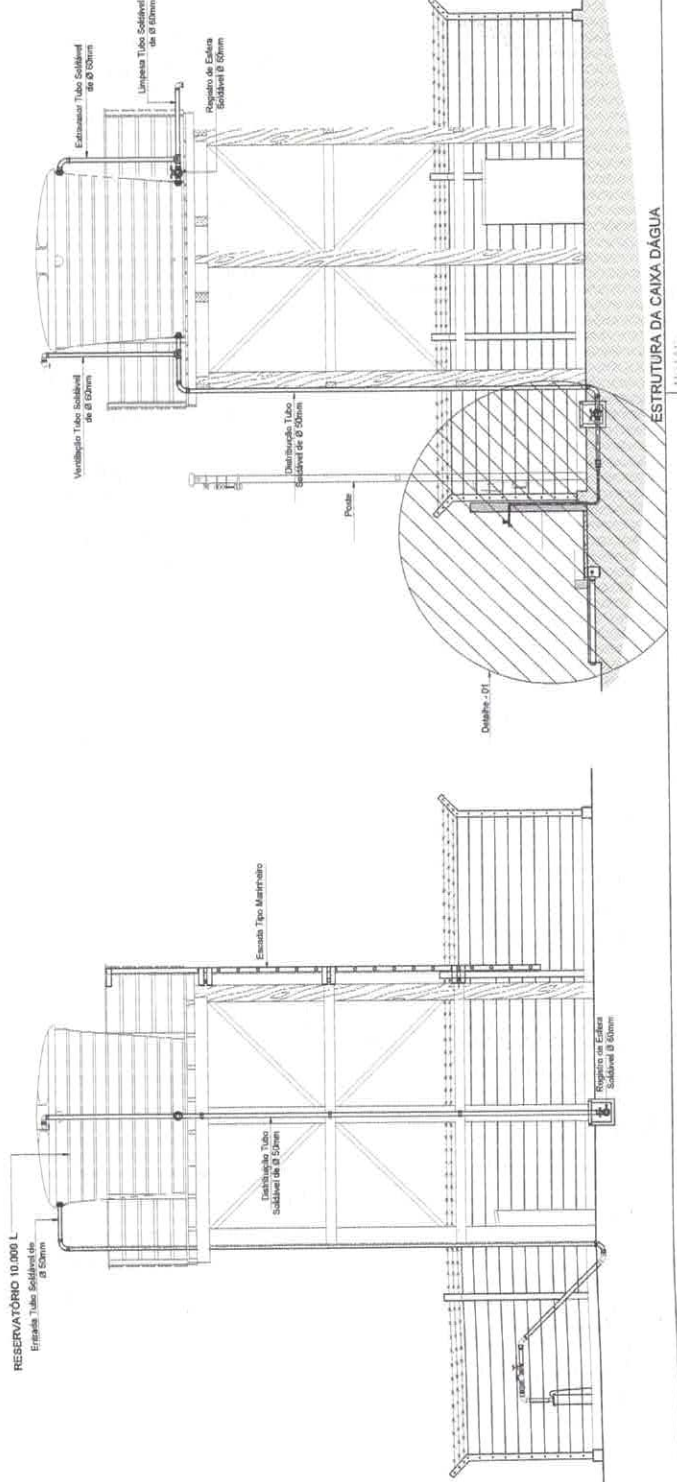 RESERVATÓRIO 10.000 L
Entrada Tubo Soldável de
Ø 50mm
Escada Tipo Marinheiro
Distribuição Tubo
Soldável de Ø 50mm
Registro de Esfera
Soldável Ø 60mm
Ventilação Tubo Soldável
de Ø 60mm
Extravasor Tubo Soldável
de Ø 60mm
Limpesa Tubo Soldável
de Ø 60mm
Registro de Esfera
Soldável Ø 60mm
Distribuição Tubo
Soldável de Ø 50mm
Poste
Detalhe - 01
ESTRUTURA DA CAIXA DÁGUA